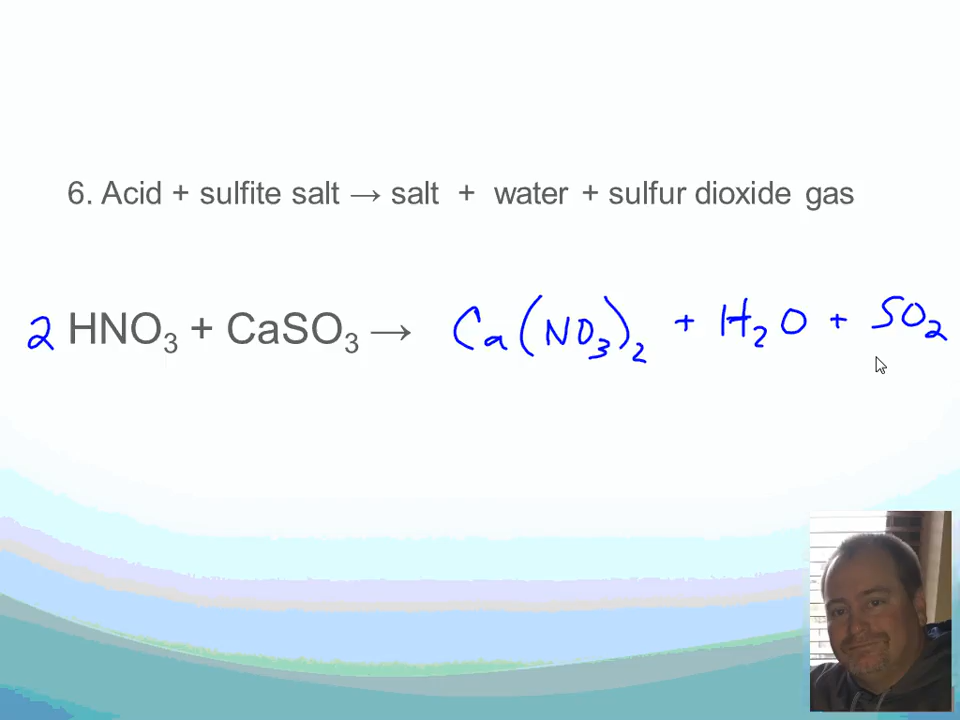 6. Acid + sulfite salt → salt + water + sulfur dioxide gas
2 HNO₃ + CaSO₃ → Ca(NO₃)₂ + H₂O + SO₂